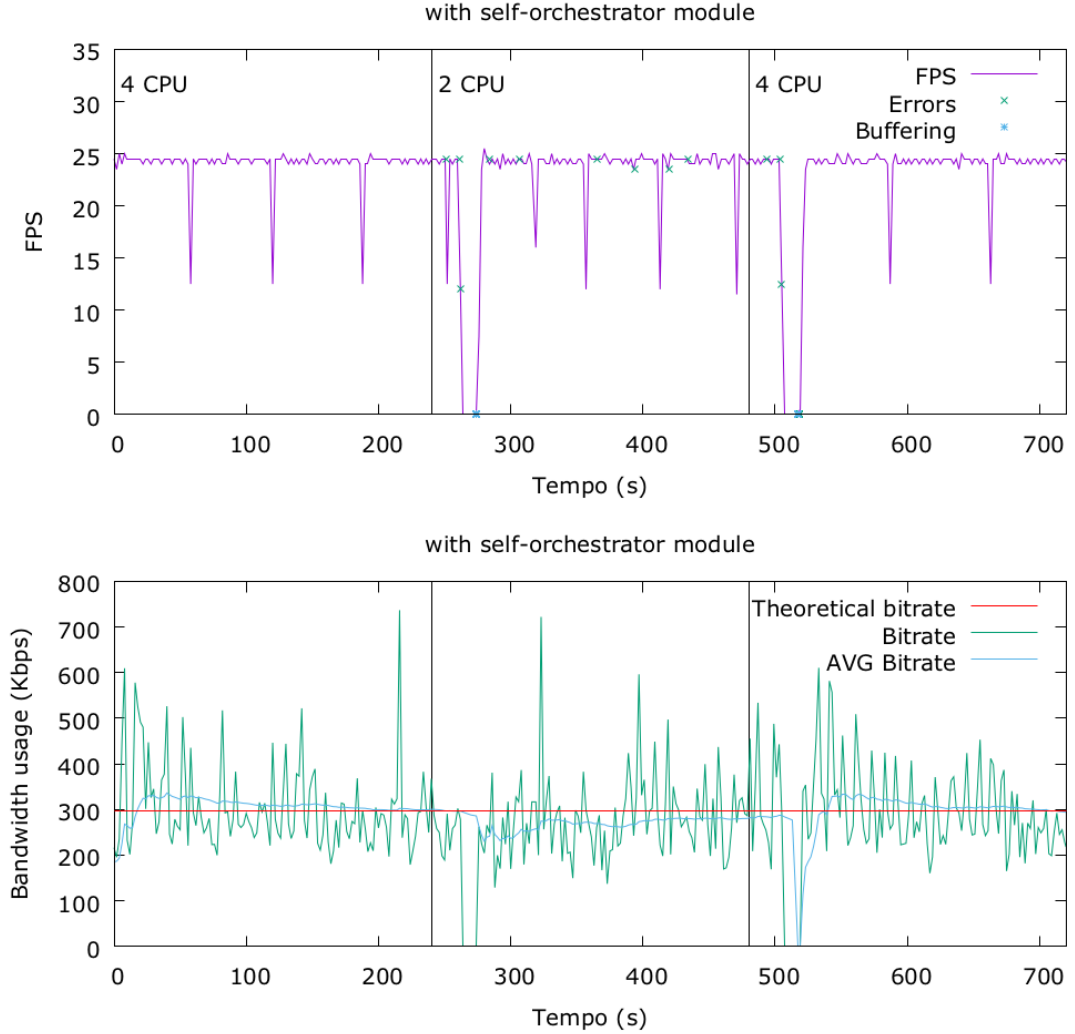 with self-orchestrator module
35
30
25
20
15
10
5
0
FPS
4 CPU
2 CPU
4 CPU
FPS
Errors
Buffering
0 100 200 300 400 500 600 700
Tempo (s)
with self-orchestrator module
800
700
600
500
400
300
200
100
0
Bandwidth usage (Kbps)
Theoretical bitrate
Bitrate
AVG Bitrate
0 100 200 300 400 500 600 700
Tempo (s)